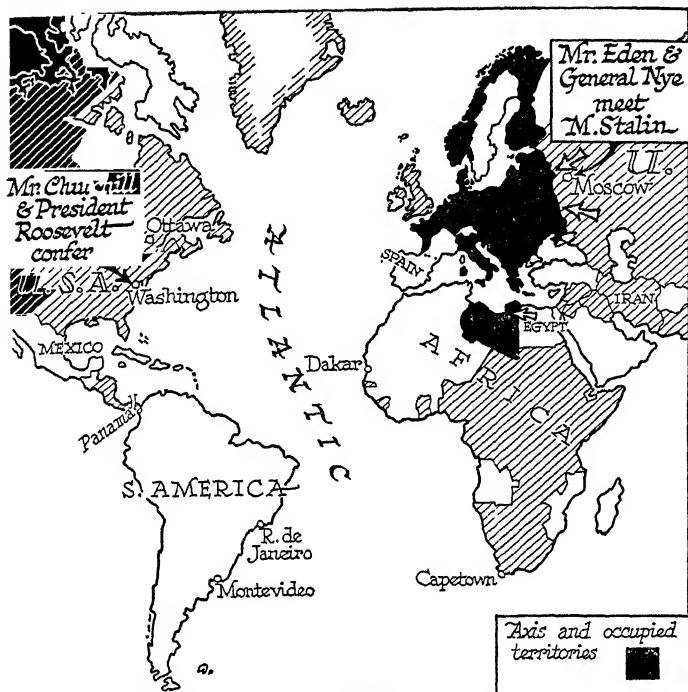 Mr. Eden &
General Nye
meet
M. Stalin
U.
Moscow
Mr. Chu ill
& President
Roosevelt
confer
Ottawa
U.S.A.
Washington
ATLANTIC
SPAIN
IRAN
EGYPT
MEXICO
Dakar
AFRICA
Panama
S. AMERICA
R. de
Janeiro
Montevideo
Capetown
Axis and occupied
territories